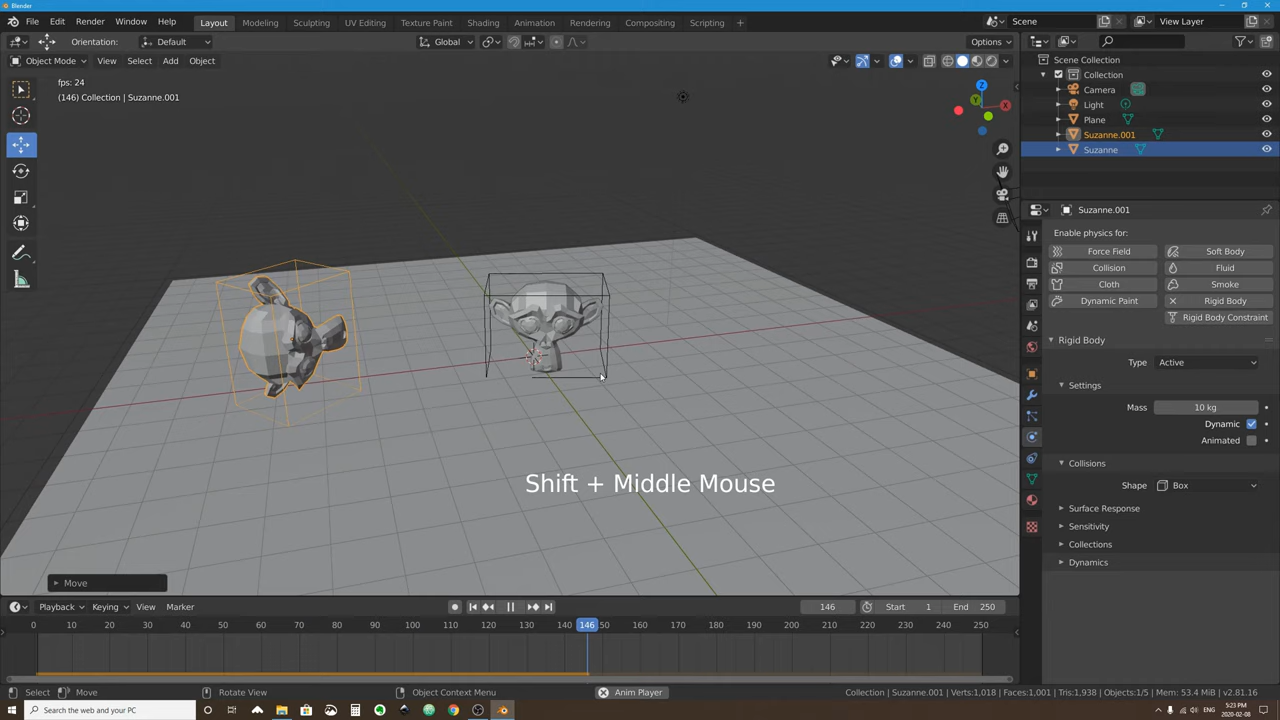 Blender
File Edit Render Window Help Layout Modeling Sculpting UV Editing Texture Paint Shading Animation Rendering Compositing Scripting + Scene View Layer
Orientation: Default Global Options
Object Mode View Select Add Object
fps: 24
(146) Collection | Suzanne.001
Z
Y
X
Shift + Middle Mouse
Move
Scene Collection
Collection
Camera
Light
Plane
Suzanne.001
Suzanne
Suzanne.001
Enable physics for:
Force Field Soft Body
Collision Fluid
Cloth Smoke
Dynamic Paint Rigid Body
Rigid Body Constraint
Rigid Body
Type Active
Settings
Mass 10 kg
Dynamic
Animated
Collisions
Shape Box
Surface Response
Sensitivity
Collections
Dynamics
Playback Keying View Marker 146 Start 1 End 250
0 10 20 30 40 50 60 70 80 90 100 110 120 130 140 146 50 160 170 180 190 200 210 220 230 240 250
Select Move Rotate View Object Context Menu Anim Player Collection | Suzanne.001 | Verts:1,018 | Faces:1,001 | Tris:1,938 | Objects:1/5 | Mem: 53.4 MiB | v2.81.16
Search the web and your PC ENG 5:23 PM
2020-02-08